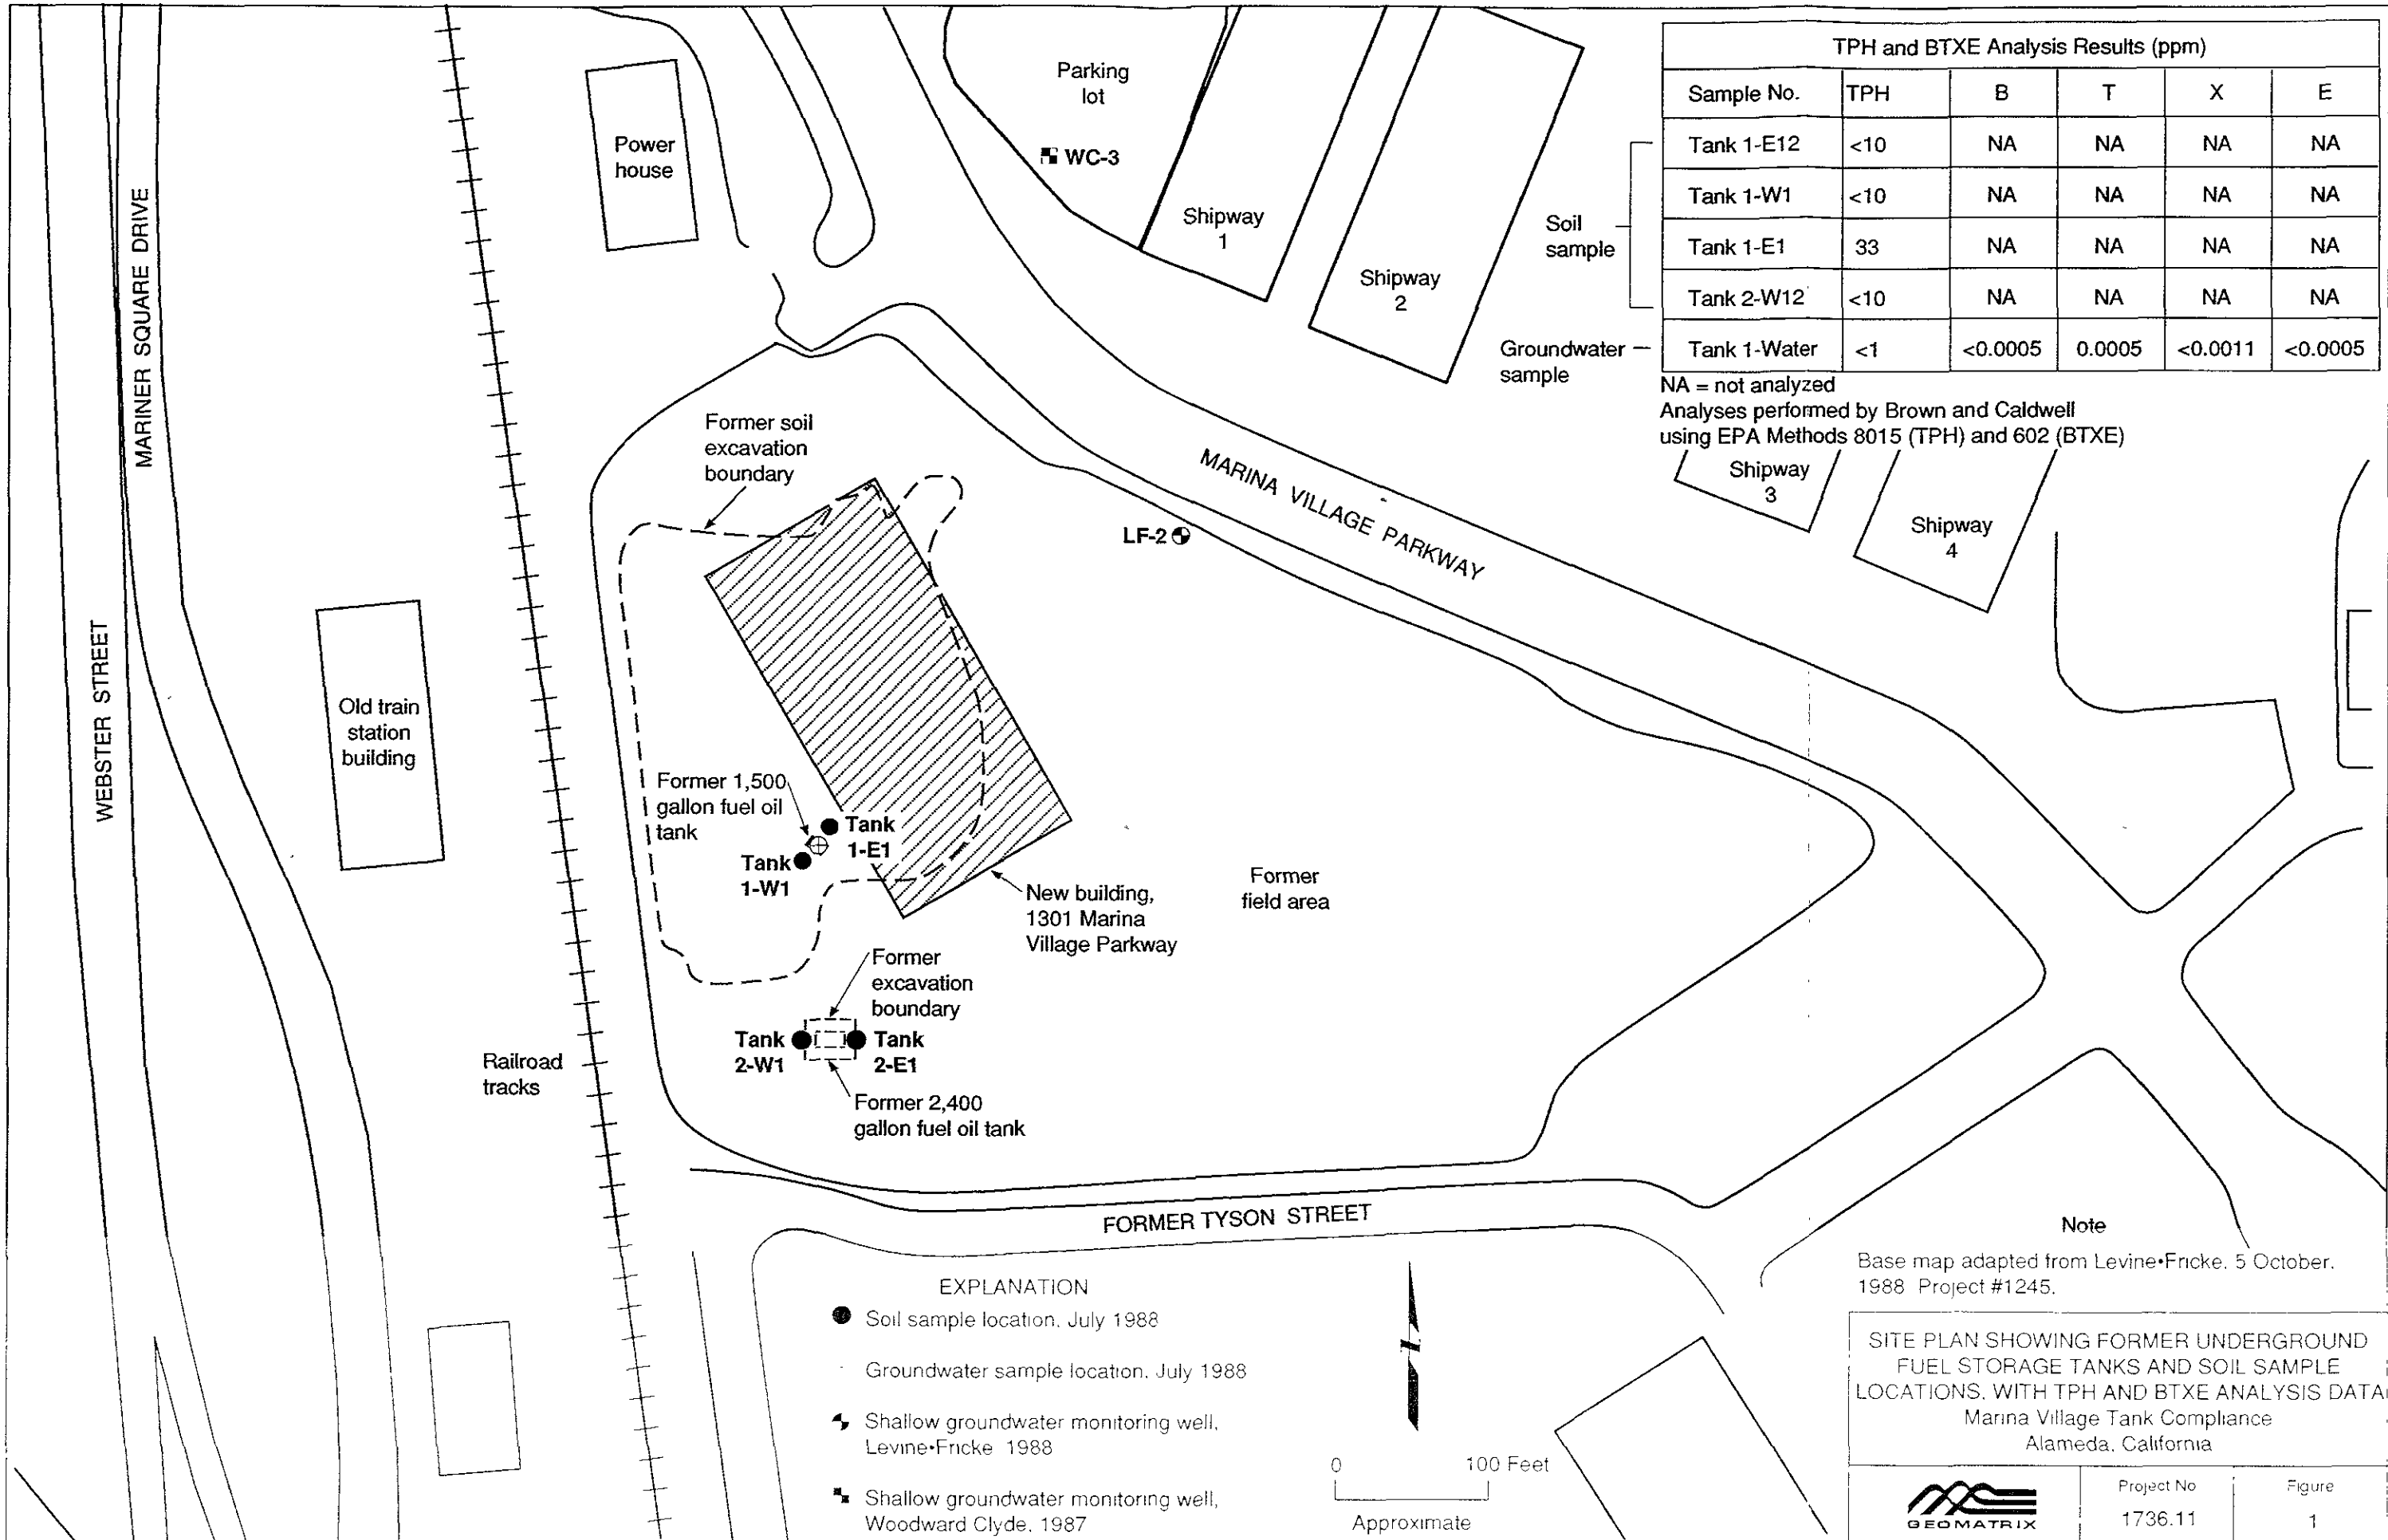 TPH and BTXE Analysis Results (ppm)
Sample No. TPH B T X E
Tank 1-E12 <10 NA NA NA NA
Tank 1-W1 <10 NA NA NA NA
Tank 1-E1 33 NA NA NA NA
Tank 2-W12 <10 NA NA NA NA
Tank 1-Water <1 <0.0005 0.0005 <0.0011 <0.0005
Soil
sample
Groundwater
sample
NA = not analyzed
Analyses performed by Brown and Caldwell
using EPA Methods 8015 (TPH) and 602 (BTXE)
Parking
lot
WC-3
Power
house
Shipway
1
Shipway
2
Shipway
3
Shipway
4
MARINER SQUARE DRIVE
WEBSTER STREET
MARINA VILLAGE PARKWAY
LF-2
Former soil
excavation
boundary
Old train
station
building
Former 1,500
gallon fuel oil
tank
Tank
1-E1
Tank
1-W1
New building,
1301 Marina
Village Parkway
Former
field area
Former
excavation
boundary
Tank
2-W1
Tank
2-E1
Former 2,400
gallon fuel oil tank
Railroad
tracks
FORMER TYSON STREET
EXPLANATION
Soil sample location, July 1988
Groundwater sample location, July 1988
Shallow groundwater monitoring well,
Levine•Fricke 1988
Shallow groundwater monitoring well,
Woodward Clyde, 1987
0 100 Feet
Approximate
Note
Base map adapted from Levine•Fricke, 5 October,
1988 Project #1245.
SITE PLAN SHOWING FORMER UNDERGROUND
FUEL STORAGE TANKS AND SOIL SAMPLE
LOCATIONS, WITH TPH AND BTXE ANALYSIS DATA
Marina Village Tank Compliance
Alameda, California
GEOMATRIX
Project No
1736.11
Figure
1